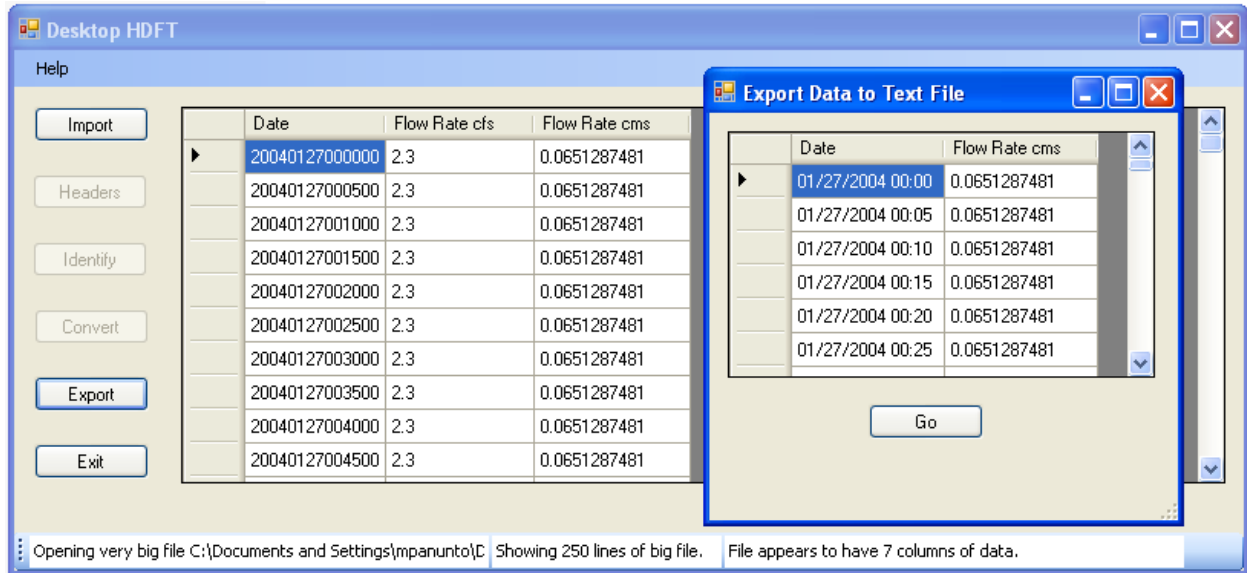 Desktop HDFT
Help
Import
Headers
Identify
Convert
Export
Exit
Date Flow Rate cfs Flow Rate cms
20040127000000 2.3 0.0651287481
20040127000500 2.3 0.0651287481
20040127001000 2.3 0.0651287481
20040127001500 2.3 0.0651287481
20040127002000 2.3 0.0651287481
20040127002500 2.3 0.0651287481
20040127003000 2.3 0.0651287481
20040127003500 2.3 0.0651287481
20040127004000 2.3 0.0651287481
20040127004500 2.3 0.0651287481
Export Data to Text File
Date Flow Rate cms
01/27/2004 00:00 0.0651287481
01/27/2004 00:05 0.0651287481
01/27/2004 00:10 0.0651287481
01/27/2004 00:15 0.0651287481
01/27/2004 00:20 0.0651287481
01/27/2004 00:25 0.0651287481
Go
Opening very big file C:\Documents and Settings\mpanunto\D Showing 250 lines of big file. File appears to have 7 columns of data.